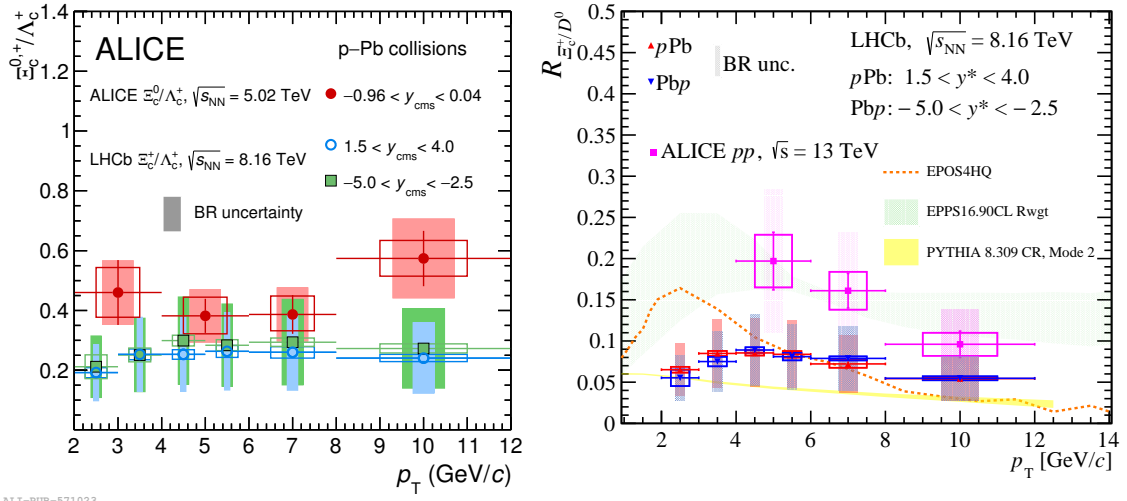 Ξc0,+/Λc+
1.4
1.2
1
0.8
0.6
0.4
0.2
ALICE
p–Pb collisions
ALICE Ξc0/Λc+, √sNN = 5.02 TeV
−0.96 < ycms < 0.04
LHCb Ξc+/Λc+, √sNN = 8.16 TeV
1.5 < ycms < 4.0
−5.0 < ycms < −2.5
BR uncertainty
2 3 4 5 6 7 8 9 10 11 12
pT (GeV/c)
RΞc+/D0
0.5
0.45
0.4
0.35
0.3
0.25
0.2
0.15
0.1
0.05
0
pPb
Pbp
BR unc.
LHCb, √sNN = 8.16 TeV
pPb: 1.5 < y* < 4.0
Pbp: − 5.0 < y* < − 2.5
ALICE pp, √s = 13 TeV
EPOS4HQ
EPPS16.90CL Rwgt
PYTHIA 8.309 CR, Mode 2
2 4 6 8 10 12 14
pT [GeV/c]